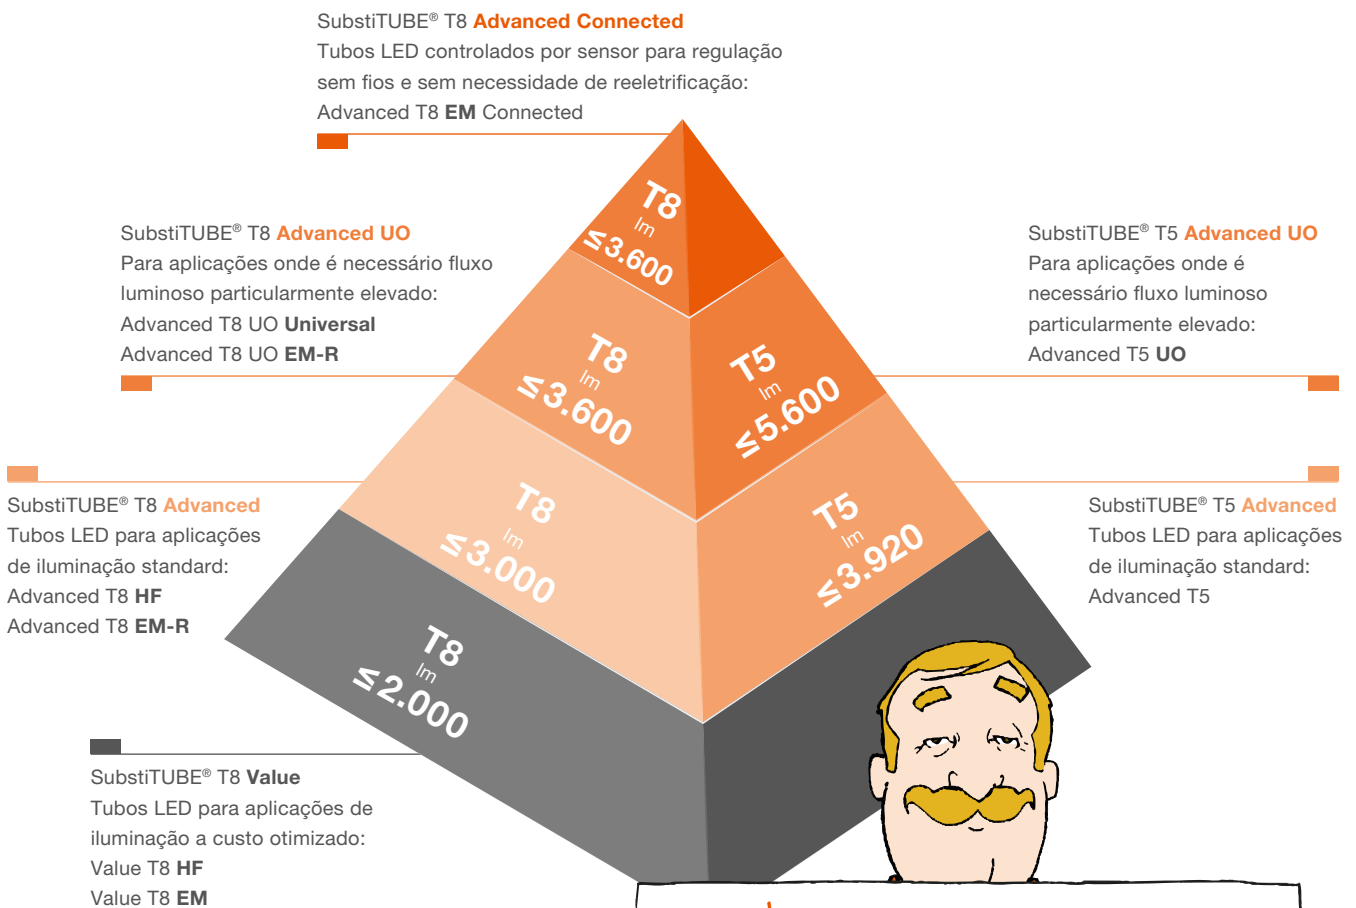 SubstiTUBE® T8 Advanced Connected
Tubos LED controlados por sensor para regulação
sem fios e sem necessidade de reeletrificação:
Advanced T8 EM Connected
SubstiTUBE® T8 Advanced UO
Para aplicações onde é necessário fluxo
luminoso particularmente elevado:
Advanced T8 UO Universal
Advanced T8 UO EM-R
SubstiTUBE® T5 Advanced UO
Para aplicações onde é
necessário fluxo luminoso
particularmente elevado:
Advanced T5 UO
SubstiTUBE® T8 Advanced
Tubos LED para aplicações
de iluminação standard:
Advanced T8 HF
Advanced T8 EM-R
SubstiTUBE® T5 Advanced
Tubos LED para aplicações
de iluminação standard:
Advanced T5
SubstiTUBE® T8 Value
Tubos LED para aplicações de
iluminação a custo otimizado:
Value T8 HF
Value T8 EM
T8
lm
≤3.600
T8
lm
≤3.600
T5
lm
≤5.600
T8
lm
≤3.000
T5
lm
≤3.920
T8
lm
≤2.000